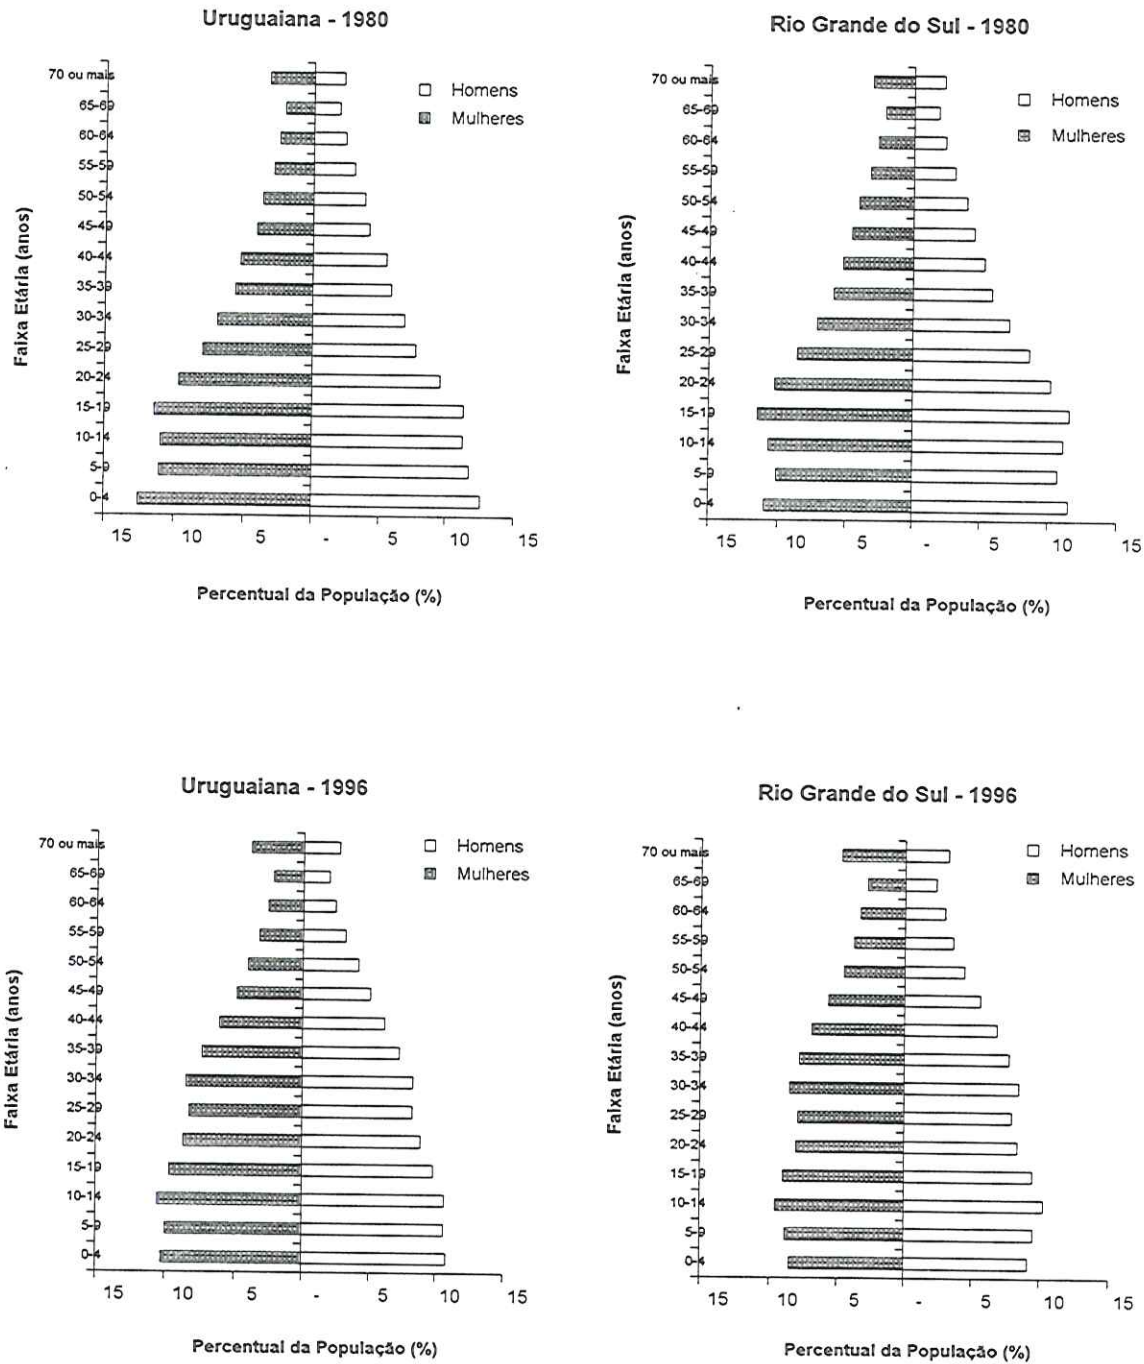 Uruguaiana - 1980
Faixa Etária (anos)
70 ou mais
65-69
60-64
55-59
50-54
45-49
40-44
35-39
30-34
25-29
20-24
15-19
10-14
5-9
0-4
Homens
Mulheres
15 10 5 - 5 10 15
Percentual da População (%)
Rio Grande do Sul - 1980
Faixa Etária (anos)
70 ou mais
65-69
60-64
55-59
50-54
45-49
40-44
35-39
30-34
25-29
20-24
15-19
10-14
5-9
0-4
Homens
Mulheres
15 10 5 - 5 10 15
Percentual da População (%)
Uruguaiana - 1996
Faixa Etária (anos)
70 ou mais
65-69
60-64
55-59
50-54
45-49
40-44
35-39
30-34
25-29
20-24
15-19
10-14
5-9
0-4
Homens
Mulheres
15 10 5 - 5 10 15
Percentual da População (%)
Rio Grande do Sul - 1996
Faixa Etária (anos)
70 ou mais
65-69
60-64
55-59
50-54
45-49
40-44
35-39
30-34
25-29
20-24
15-19
10-14
5-9
0-4
Homens
Mulheres
15 10 5 - 5 10 15
Percentual da População (%)